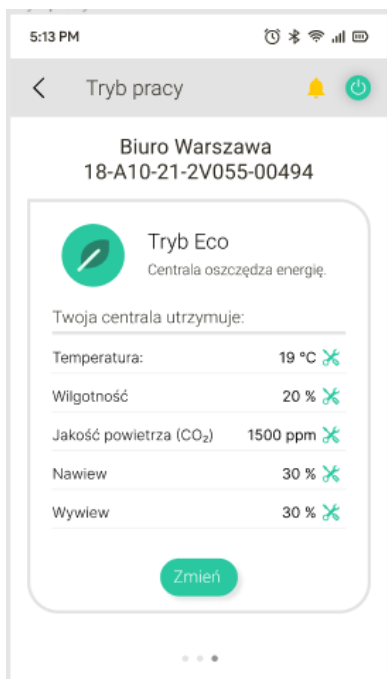 5:13 PM
Tryb pracy
Biuro Warszawa
18-A10-21-2V055-00494
Tryb Eco
Centrala oszczędza energię.
Twoja centrala utrzymuje:
Temperatura: 19 °C
Wilgotność 20 %
Jakość powietrza (CO₂) 1500 ppm
Nawiew 30 %
Wywiew 30 %
Zmień